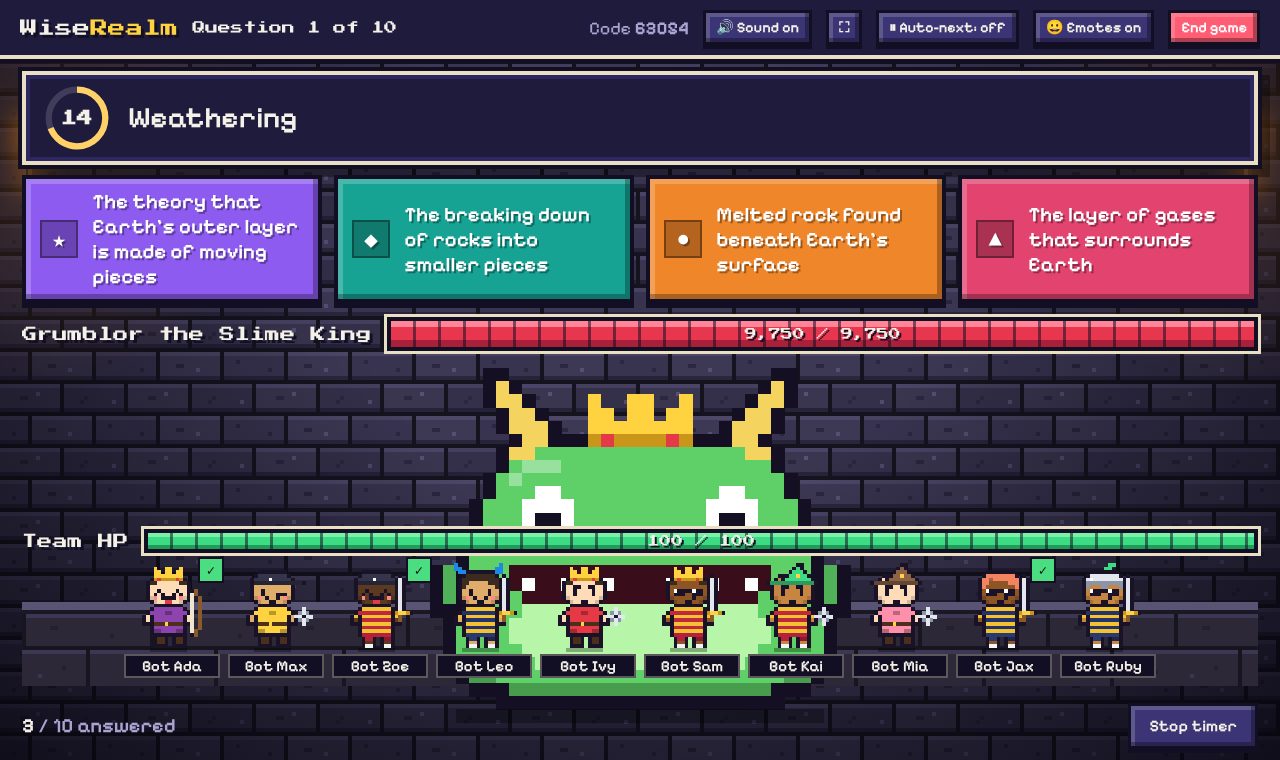 WiseRealm Question 1 of 10 Code 63084 🔊 Sound on ⛶ ⏸ Auto-next: off 😀 Emotes on End game
14 Weathering
★ The theory that
Earth's outer layer
is made of moving
pieces
◆ The breaking down
of rocks into
smaller pieces
● Melted rock found
beneath Earth's
surface
▲ The layer of gases
that surrounds
Earth
Grumblor the Slime King 9,750 / 9,750
Team HP 100 / 100
✓ ✓ ✓
Bot Ada Bot Max Bot Zoe Bot Leo Bot Ivy Bot Sam Bot Kai Bot Mia Bot Jax Bot Ruby
3 / 10 answered Stop timer